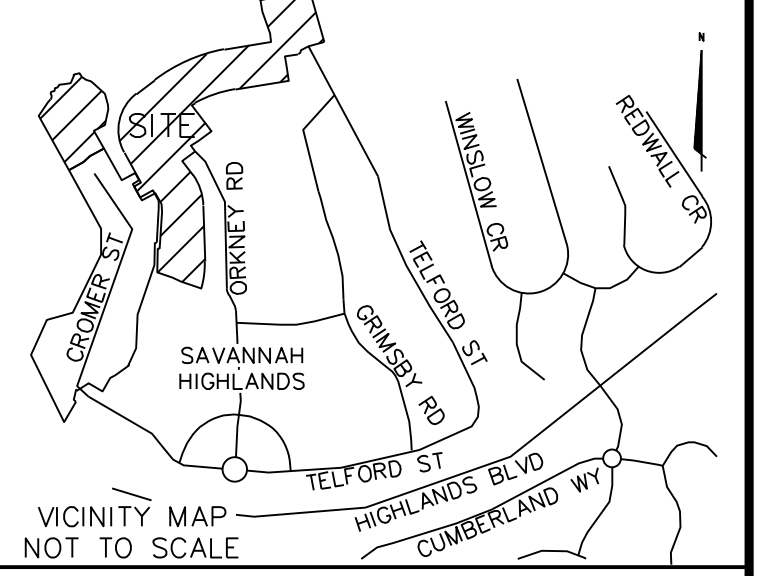 N
REDWALL CR
WINSLOW CR
SITE
ORKNEY RD
CROMER ST
TELFORD ST
GRIMSBY RD
SAVANNAH
HIGHLANDS
TELFORD ST
HIGHLANDS BLVD
CUMBERLAND WY
VICINITY MAP
NOT TO SCALE